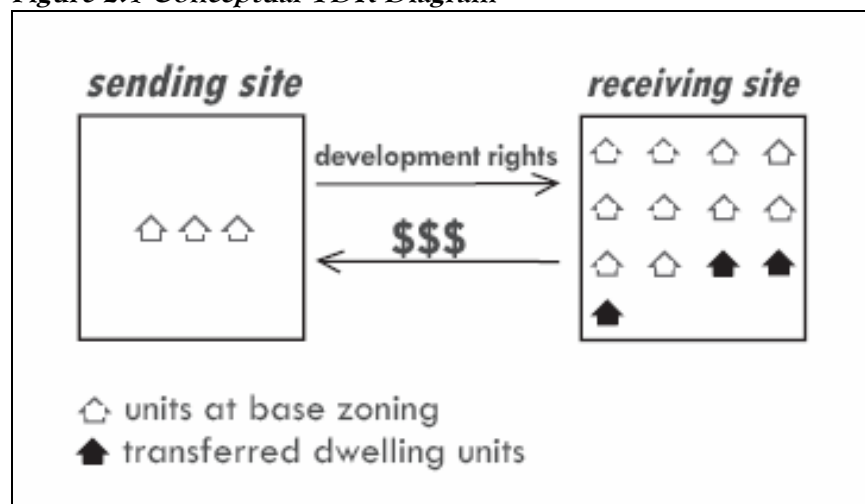 Figure 2.1 Conceptual TDR Diagram
sending site
receiving site
development rights
$$$
units at base zoning
transferred dwelling units